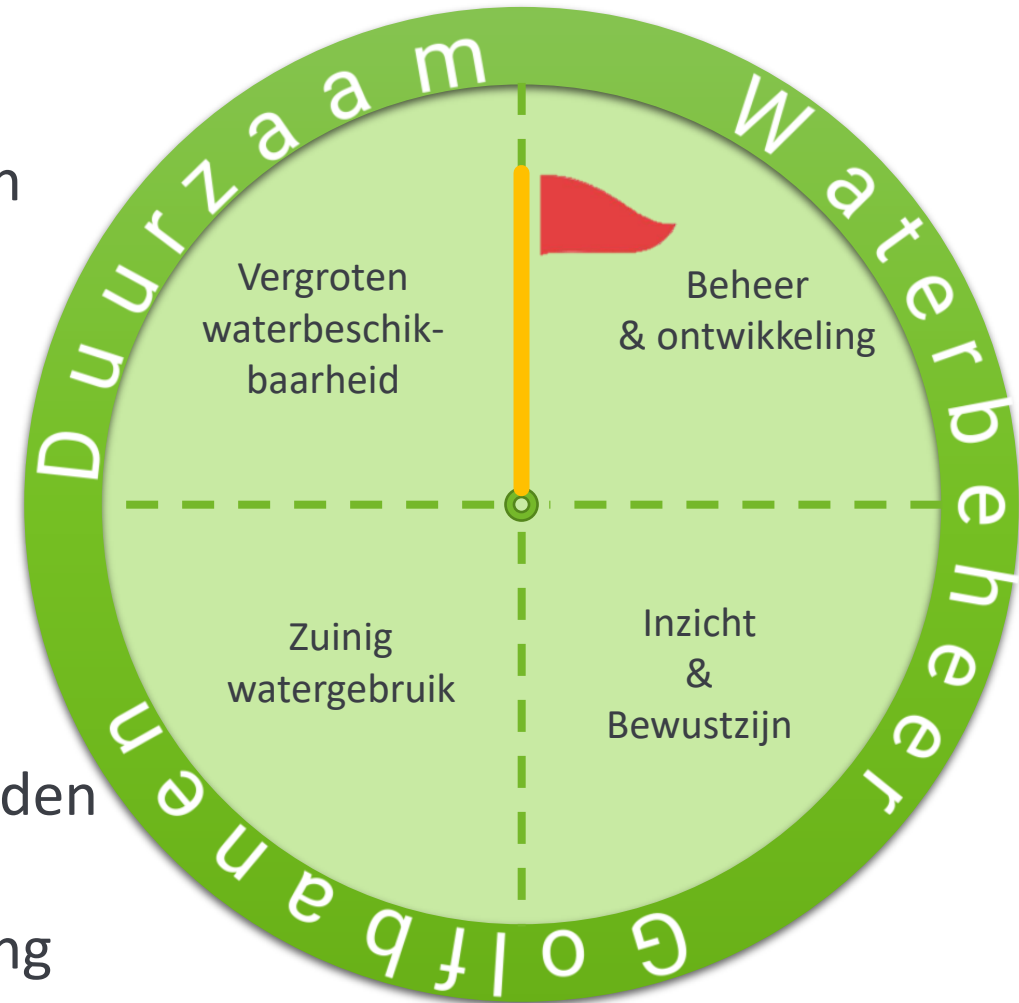 Duurzaam Waterbeheer Golfbanen
Vergroten
waterbeschik-
baarheid
Beheer
& ontwikkeling
Zuinig
watergebruik
Inzicht
&
Bewustzijn